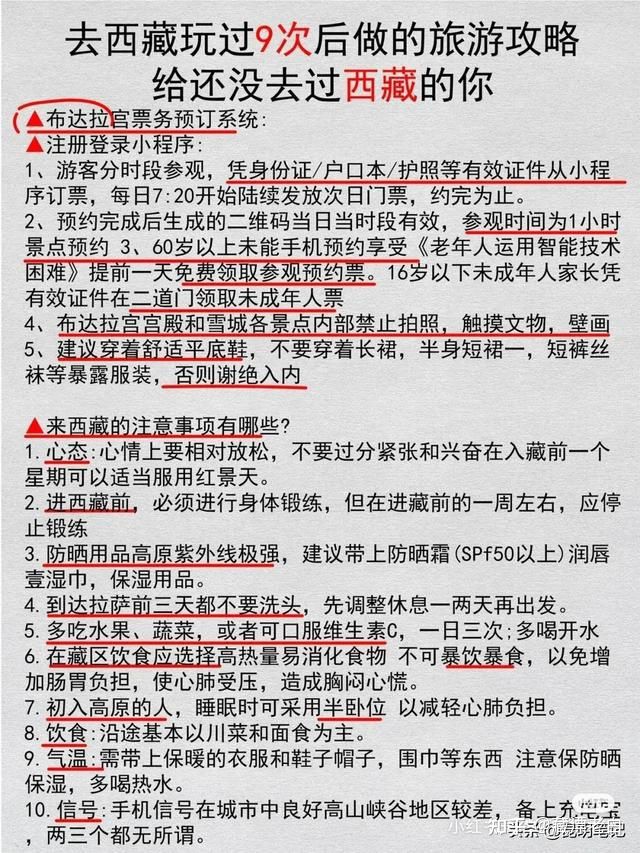 去西藏玩过9次后做的旅游攻略
给还没去过西藏的你
▲布达拉宫票务预订系统:
▲注册登录小程序:
1、游客分时段参观，凭身份证/户口本/护照等有效证件从小程
序订票，每日7:20开始陆续发放次日门票，约完为止。
2、预约完成后生成的二维码当日当时段有效，参观时间为1小时
景点预约 3、60岁以上未能手机预约享受《老年人运用智能技术
困难》提前一天免费领取参观预约票。16岁以下未成年人家长凭
有效证件在二道门领取未成年人票
4、布达拉宫宫殿和雪城各景点内部禁止拍照，触摸文物，壁画
5、建议穿着舒适平底鞋，不要穿着长裙，半身短裙一，短裤丝
袜等暴露服装，否则谢绝入内
▲来西藏的注意事项有哪些?
1.心态:心情上要相对放松，不要过分紧张和兴奋在入藏前一个
星期可以适当服用红景天。
2.进西藏前，必须进行身体锻练，但在进藏前的一周左右，应停
止锻练
3.防晒用品高原紫外线极强，建议带上防晒霜(SPf50以上)润唇
壹湿巾，保湿用品。
4.到达拉萨前三天都不要洗头，先调整休息一两天再出发。
5.多吃水果、蔬菜，或者可口服维生素C，一日三次;多喝开水
6.在藏区饮食应选择高热量易消化食物 不可暴饮暴食，以免增
加肠胃负担，使心肺受压，造成胸闷心慌。
7.初入高原的人，睡眠时可采用半卧位 以减轻心肺负担。
8.饮食:沿途基本以川菜和面食为主。
9.气温:需带上保暖的衣服和鞋子帽子，围巾等东西 注意保防晒
保湿，多喝热水。
10.信号:手机信号在城市中良好高山峡谷地区较差，备上充电宝
，两三个都无所谓。